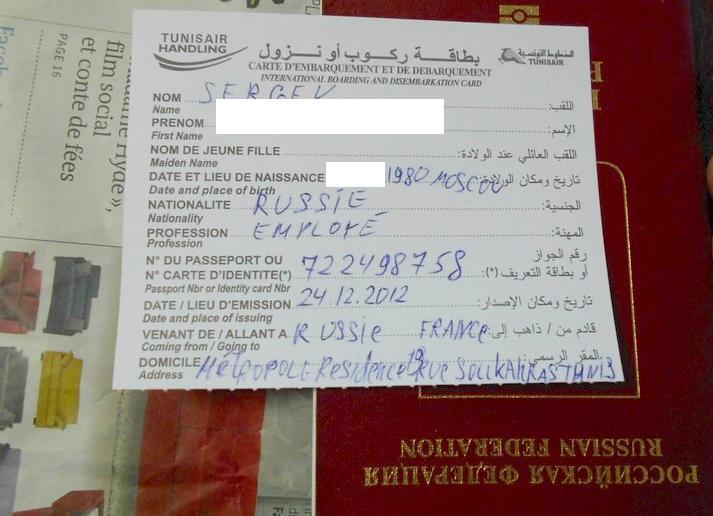 PAGE 16
film social
et conte de fées
TUNISAIR
HANDLING
بطاقة ركوب أو نزول
الخطوط التونسية
TUNISAIR
CARTE D'EMBARQUEMENT ET DE DEBARQUEMENT
INTERNATIONAL BOARDING AND DISEMBARKATION CARD
NOM SERGEV اللقب:
Name
PRENOM الإسم:
First Name
NOM DE JEUNE FILLE اللقب العائلي عند الولادة:
Maiden Name
DATE ET LIEU DE NAISSANCE 1980 MOSCOU تاريخ ومكان الولادة:
Date and place of birth
NATIONALITE RUSSIE الجنسية:
Nationality
PROFESSION EMPLOYÉ المهنة:
Profession
N° DU PASSEPORT OU رقم الجواز
N° CARTE D'IDENTITE(*) 722498758 أو بطاقة التعريف (*):
Passport Nbr or Identity card Nbr
DATE / LIEU D'EMISSION 24.12.2012 تاريخ ومكان الإصدار:
Date and place of issuing
VENANT DE / ALLANT A RUSSIE FRANCE قادم من / ذاهب إلى:
Coming from / Going to
DOMICILE Métropole Residence 19 Rue المقر الرسمي:
Address
РОССИЙСКАЯ ФЕДЕРАЦИЯ
RUSSIAN FEDERATION